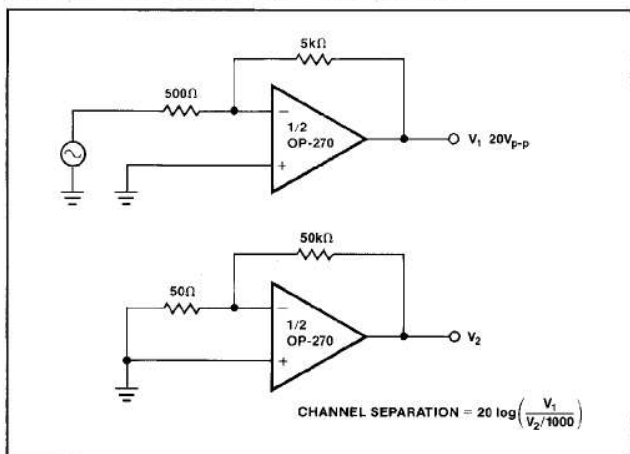 5kΩ
500Ω
−
1/2
OP-270
+
V1 20Vp-p
50kΩ
50Ω
−
1/2
OP-270
+
V2
CHANNEL SEPARATION = 20 log(V1 / V2/1000)